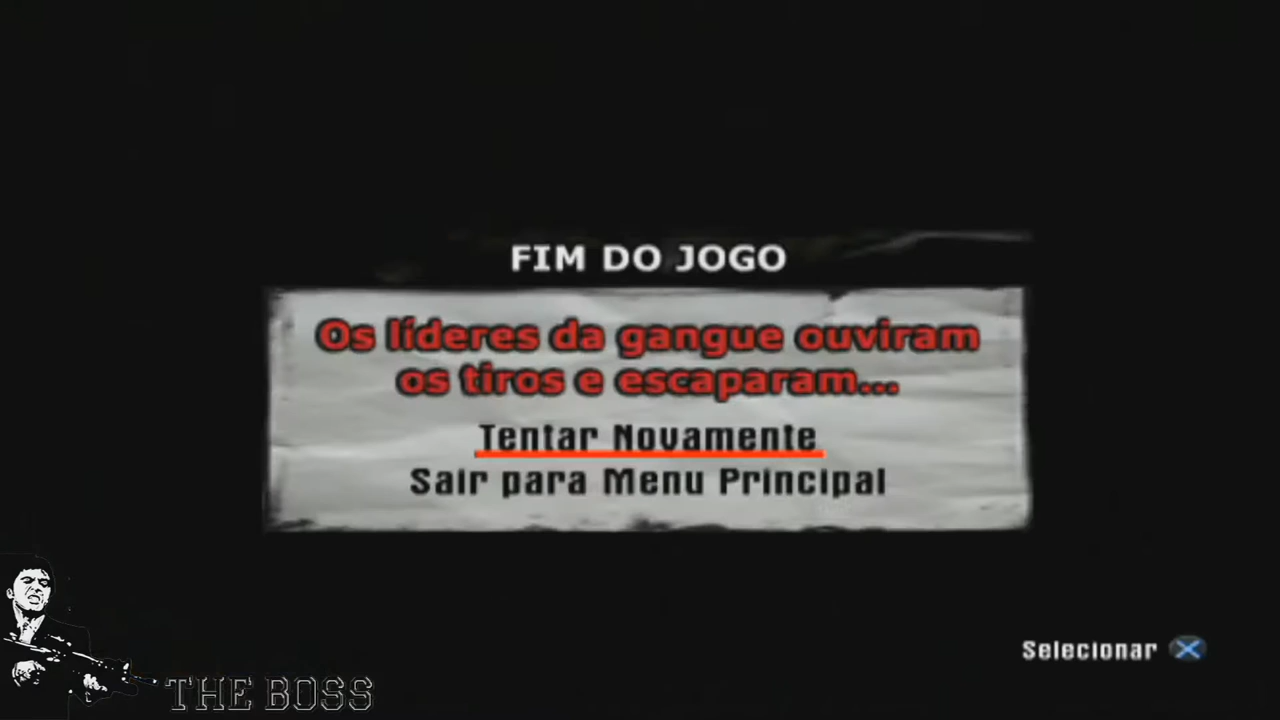 FIM DO JOGO
Os líderes da gangue ouviram
os tiros e escaparam...
Tentar Novamente
Sair para Menu Principal
Selecionar
THE BOSS